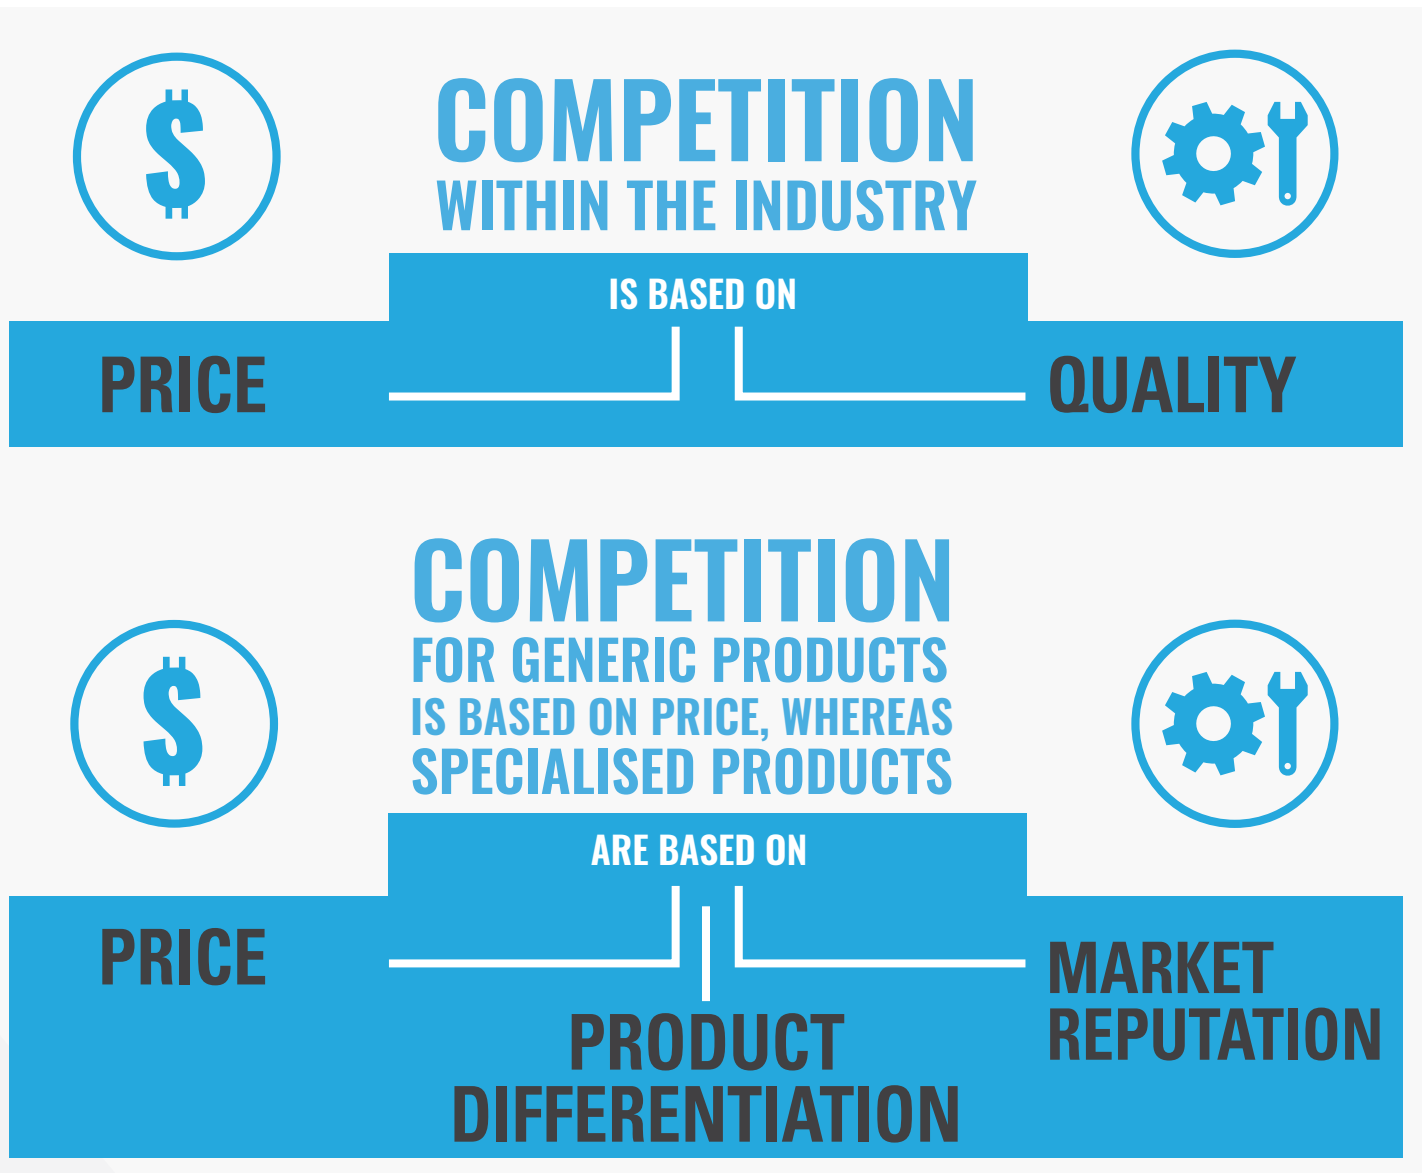 $
COMPETITION
WITHIN THE INDUSTRY
IS BASED ON
PRICE
QUALITY
COMPETITION
FOR GENERIC PRODUCTS
IS BASED ON PRICE, WHEREAS
SPECIALISED PRODUCTS
$
ARE BASED ON
PRICE
MARKET
REPUTATION
PRODUCT
DIFFERENTIATION